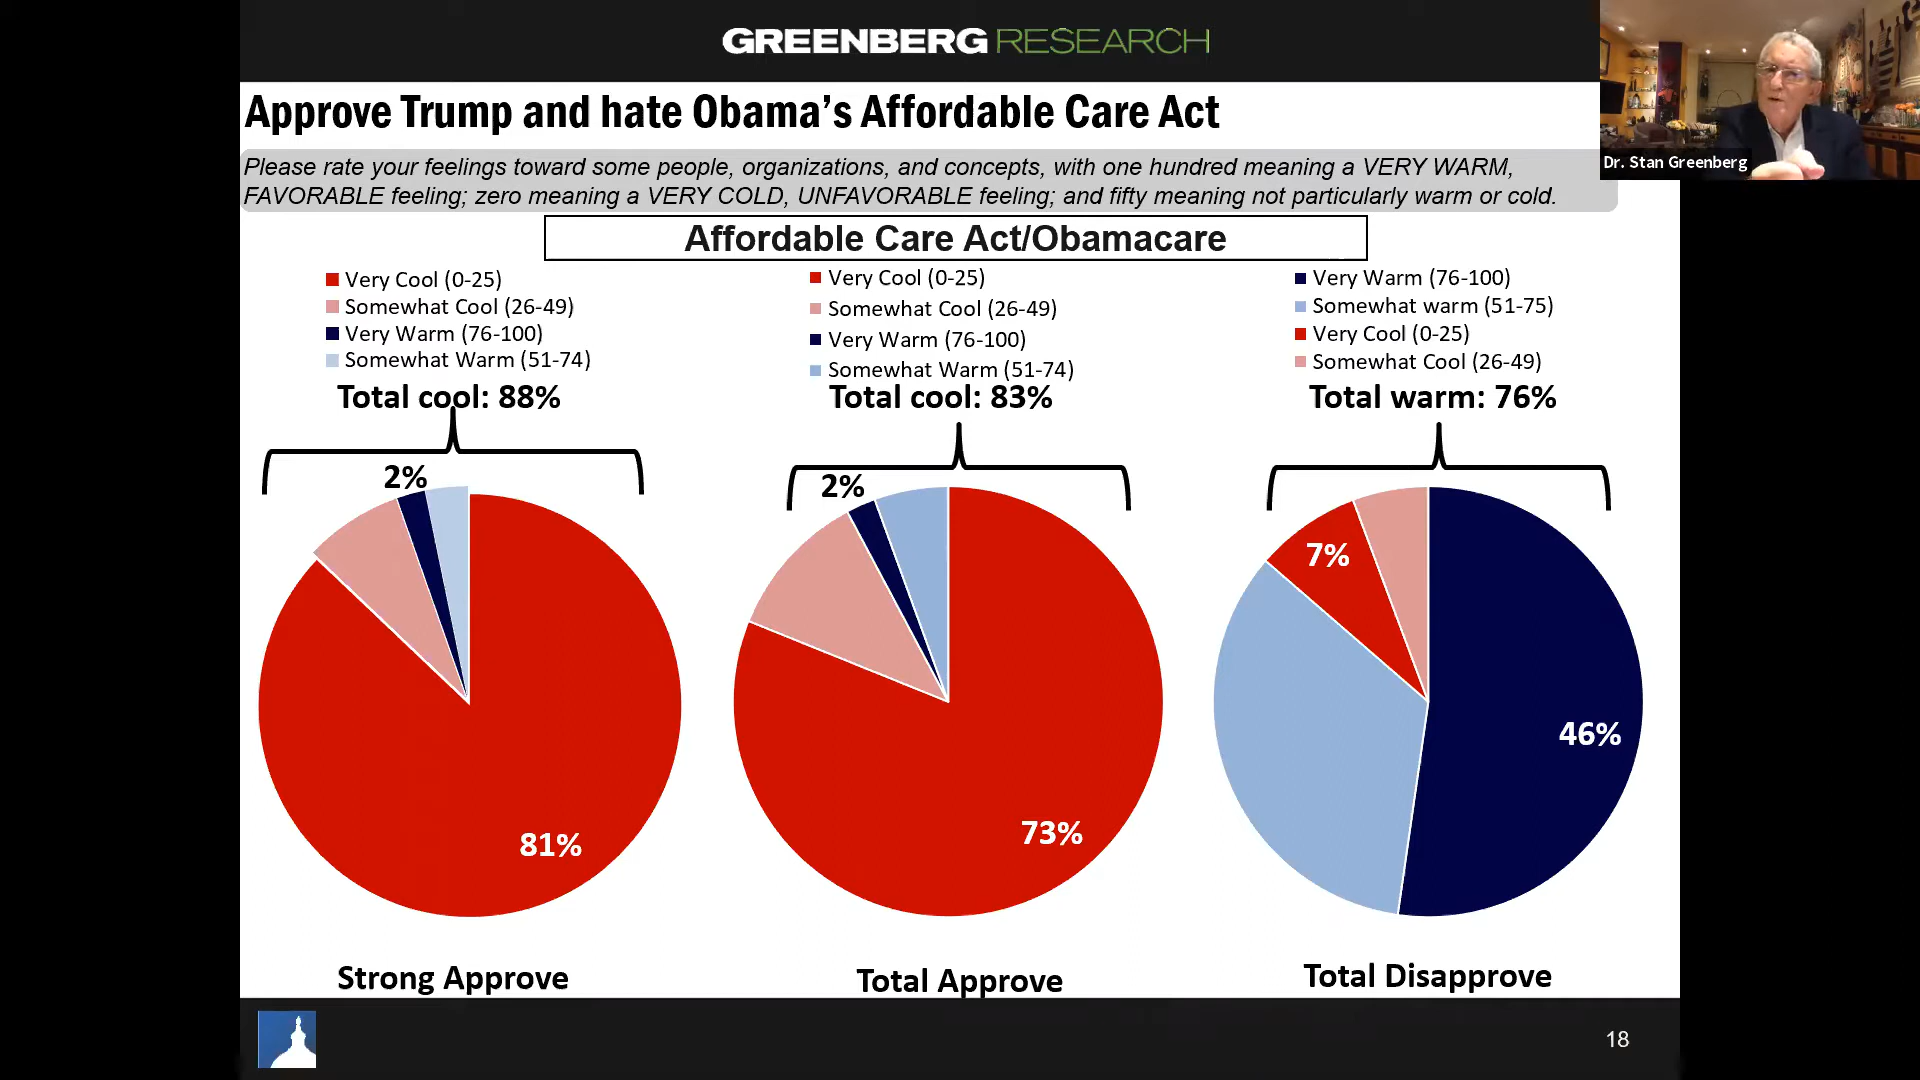 GREENBERG RESEARCH
Approve Trump and hate Obama's Affordable Care Act
Dr. Stan Greenberg
Please rate your feelings toward some people, organizations, and concepts, with one hundred meaning a VERY WARM,
FAVORABLE feeling; zero meaning a VERY COLD, UNFAVORABLE feeling; and fifty meaning not particularly warm or cold.
Affordable Care Act/Obamacare
Very Cool (0-25)
Somewhat Cool (26-49)
Very Warm (76-100)
Somewhat Warm (51-74)
Total cool: 88%
2%
81%
Strong Approve
Very Cool (0-25)
Somewhat Cool (26-49)
Very Warm (76-100)
Somewhat Warm (51-74)
Total cool: 83%
2%
73%
Total Approve
Very Warm (76-100)
Somewhat warm (51-75)
Very Cool (0-25)
Somewhat Cool (26-49)
Total warm: 76%
7%
46%
Total Disapprove
18